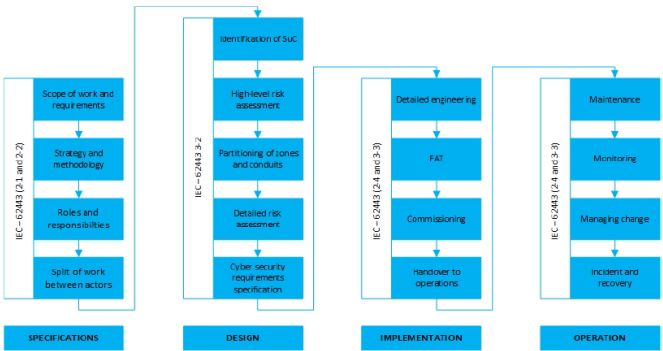 IEC – 62443 (2-1 and 2-2)
Scope of work and
requirements
Strategy and
methodology
Roles and
responsibilties
Split of work
between actors
SPECIFICATIONS
IEC – 62443 3-2
Identification of SuC
High-level risk
assessment
Partitioning of zones
and conduits
Detailed risk
assessment
Cyber security
requirements
specification
DESIGN
IEC – 62443 (2-4 and 3-3)
Detailed engineering
FAT
Commissioning
Handover to
operations
IMPLEMENTATION
IEC – 62443 (2-4 and 3-3)
Maintenance
Monitoring
Managing change
Incident and
recovery
OPERATION